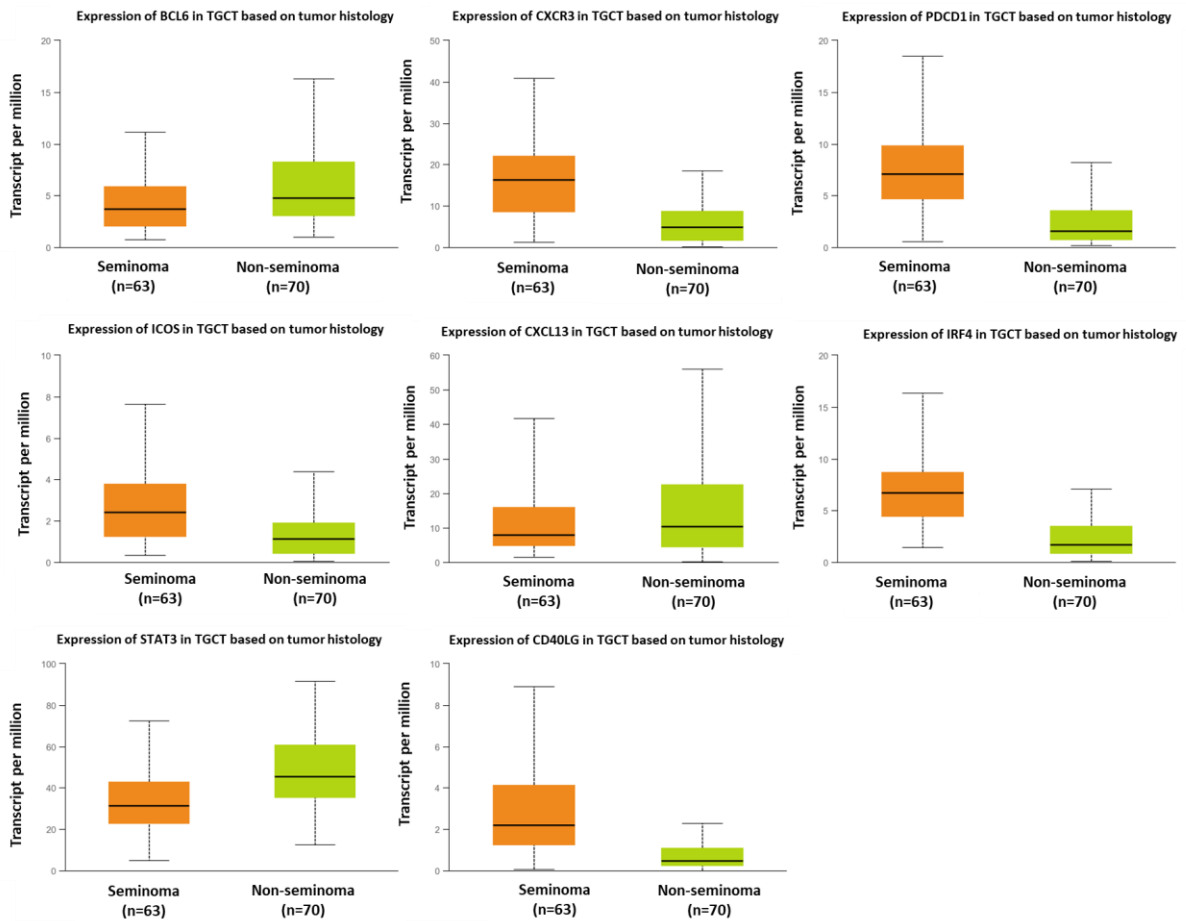 Expression of BCL6 in TGCT based on tumor histology
Transcript per million
20
15
10
5
0
Seminoma
(n=63)
Non-seminoma
(n=70)
Expression of CXCR3 in TGCT based on tumor histology
Transcript per million
50
40
30
20
10
0
Seminoma
(n=63)
Non-seminoma
(n=70)
Expression of PDCD1 in TGCT based on tumor histology
Transcript per million
20
15
10
5
0
Seminoma
(n=63)
Non-seminoma
(n=70)
Expression of ICOS in TGCT based on tumor histology
Transcript per million
10
8
6
4
2
0
Seminoma
(n=63)
Non-seminoma
(n=70)
Expression of CXCL13 in TGCT based on tumor histology
Transcript per million
60
50
40
30
20
10
0
Seminoma
(n=63)
Non-seminoma
(n=70)
Expression of IRF4 in TGCT based on tumor histology
Transcript per million
20
15
10
5
0
Seminoma
(n=63)
Non-seminoma
(n=70)
Expression of STAT3 in TGCT based on tumor histology
Transcript per million
100
80
60
40
20
0
Seminoma
(n=63)
Non-seminoma
(n=70)
Expression of CD40LG in TGCT based on tumor histology
Transcript per million
10
8
6
4
2
0
Seminoma
(n=63)
Non-seminoma
(n=70)